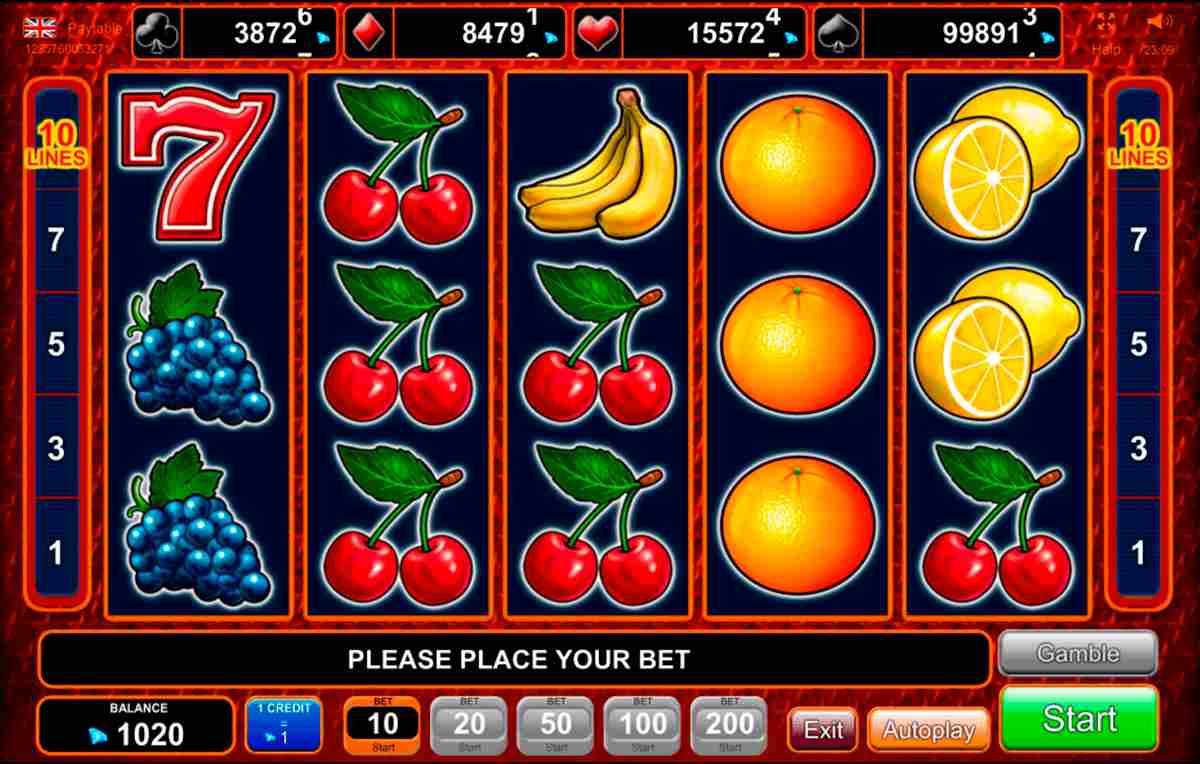 Paytable
3872 6
8479 1
15572 4
99891 3
Help
23:09
10
LINES
7
5
3
1
10
LINES
7
5
3
1
PLEASE PLACE YOUR BET
Gamble
BALANCE
1020
1 CREDIT
=
1
BET
10
Start
BET
20
Start
BET
50
Start
BET
100
Start
BET
200
Start
Exit
Autoplay
Start